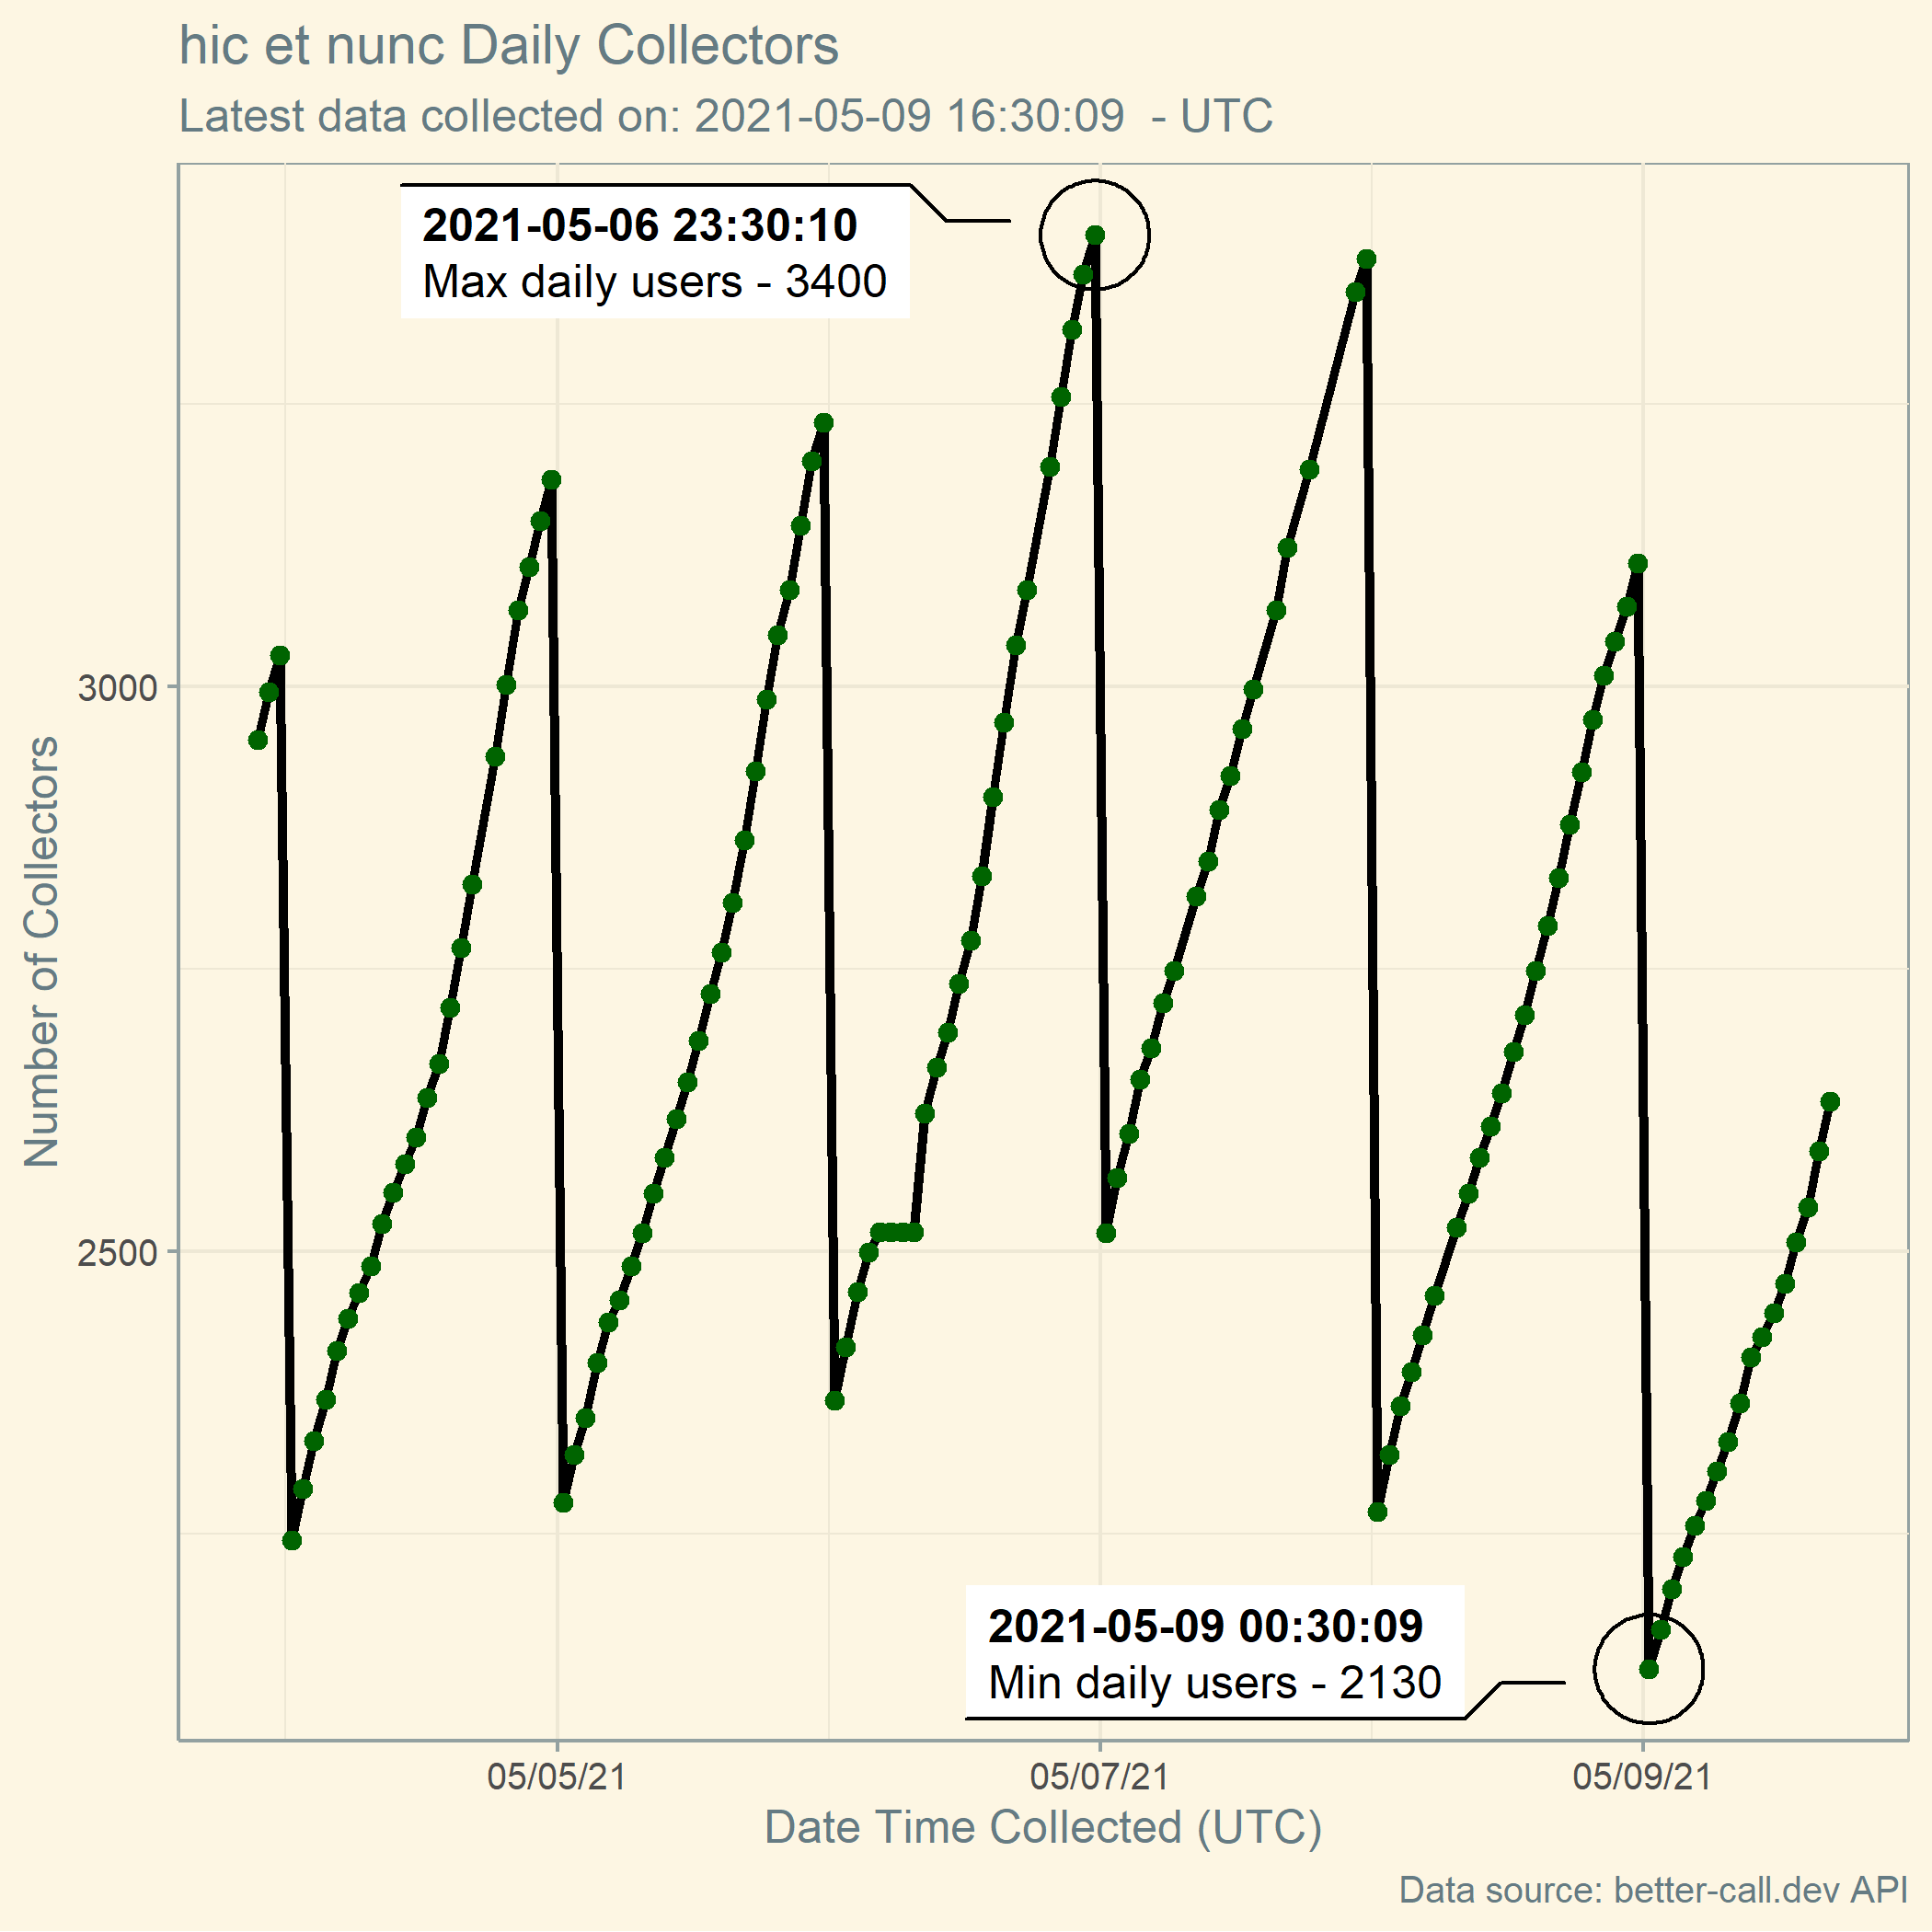 hic et nunc Daily Collectors
Latest data collected on: 2021-05-09 16:30:09  - UTC
2021-05-06 23:30:10
Max daily users - 3400
3000
2500
Number of Collectors
2021-05-09 00:30:09
Min daily users - 2130
05/05/21
05/07/21
05/09/21
Date Time Collected (UTC)
Data source: better-call.dev API